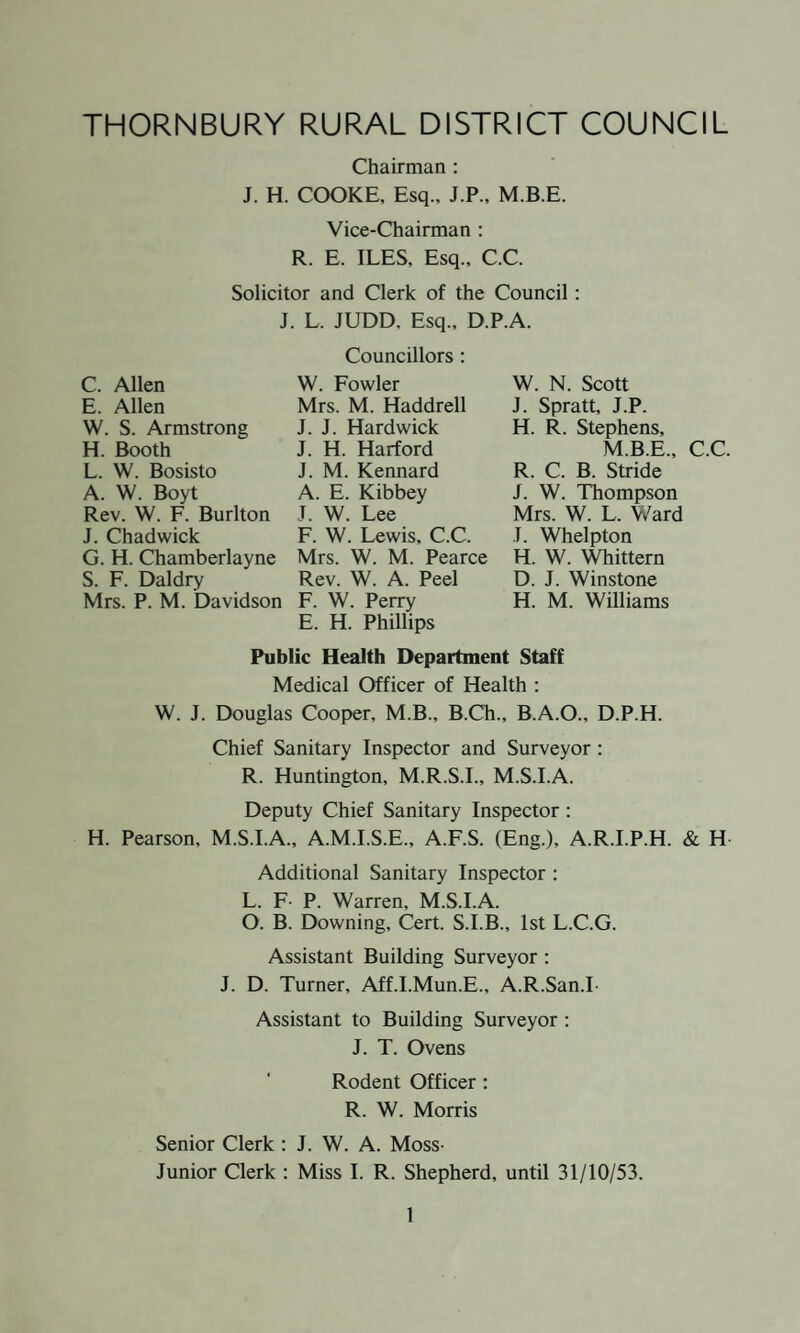 THORNBURY RURAL DISTRICT COUNCIL
Chairman :
J. H. COOKE, Esq., J.P., M.B.E.
Vice-Chairman :
R. E. ILES, Esq., C.C.
Solicitor and Clerk of the Council :
J. L. JUDD, Esq., D.P.A.
Councillors :
C. Allen
E. Allen
W. S. Armstrong
H. Booth
L. W. Bosisto
A. W. Boyt
Rev. W. F. Burlton
J. Chadwick
G. H. Chamberlayne
S. F. Daldry
Mrs. P. M. Davidson
W. Fowler
Mrs. M. Haddrell
J. J. Hardwick
J. H. Harford
J. M. Kennard
A. E. Kibbey
J. W. Lee
F. W. Lewis, C.C.
Mrs. W. M. Pearce
Rev. W. A. Peel
F. W. Perry
E. H. Phillips
W. N. Scott
J. Spratt, J.P.
H. R. Stephens,
M.B.E., C.C.
R. C. B. Stride
J. W. Thompson
Mrs. W. L. Ward
J. Whelpton
H. W. Whittern
D. J. Winstone
H. M. Williams
Public Health Department Staff
Medical Officer of Health :
W. J. Douglas Cooper, M.B., B.Ch., B.A.O., D.P.H.
Chief Sanitary Inspector and Surveyor :
R. Huntington, M.R.S.I., M.S.I.A.
Deputy Chief Sanitary Inspector :
H. Pearson, M.S.I.A., A.M.I.S.E., A.F.S. (Eng.), A.R.I.P.H. & H·
Additional Sanitary Inspector :
L. F· P. Warren, M.S.I.A.
O. B. Downing, Cert. S.I.B., 1st L.C.G.
Assistant Building Surveyor :
J. D. Turner, Aff.I.Mun.E., A.R.San.I·
Assistant to Building Surveyor :
J. T. Ovens
Rodent Officer :
R. W. Morris
Senior Clerk : J. W. A. Moss·
Junior Clerk : Miss I. R. Shepherd, until 31/10/53.
1